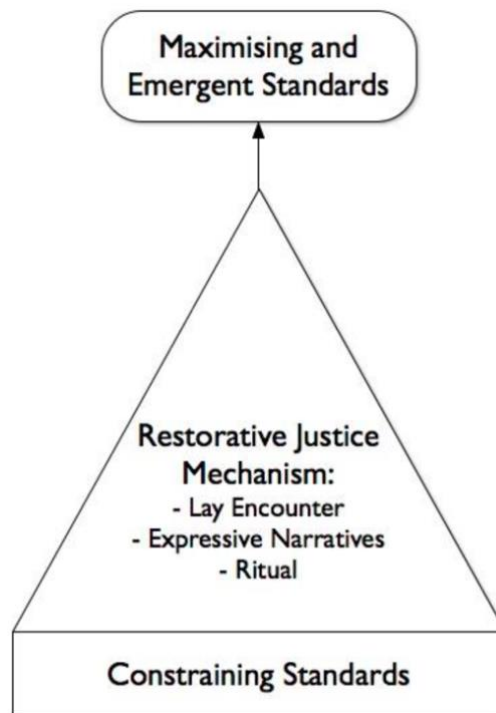 Maximising and
Emergent Standards
Restorative Justice
Mechanism:
- Lay Encounter
- Expressive Narratives
- Ritual
Constraining Standards